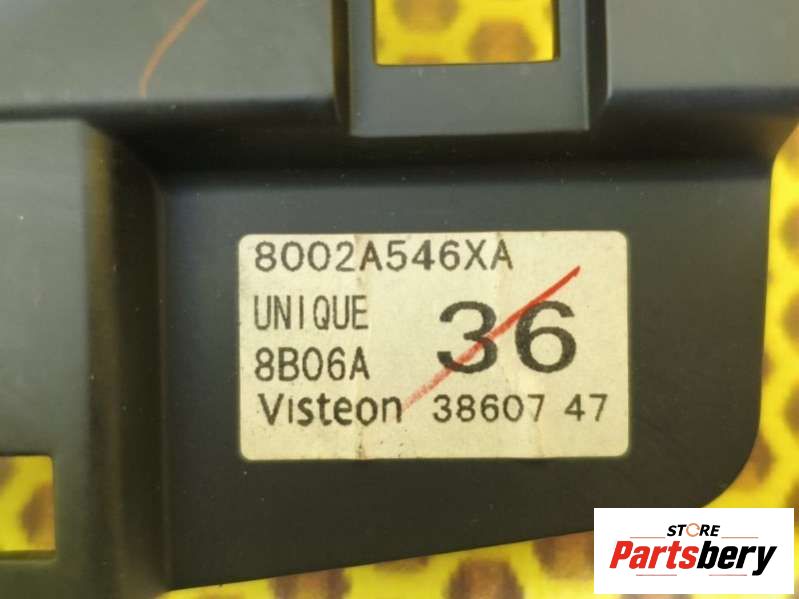 8002A546XA
UNIQUE
8B06A
36
Visteon 38607 47
STORE
Partsbery